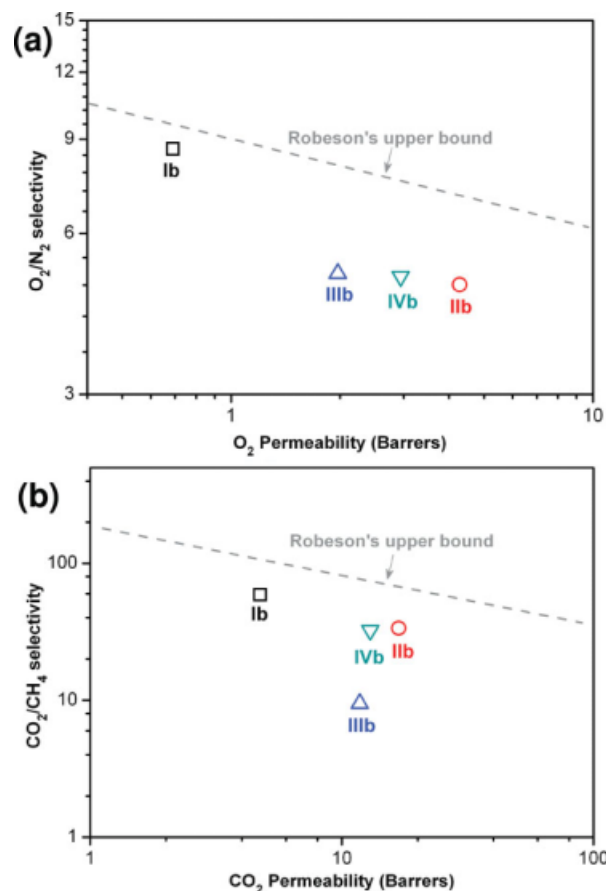 (a)
15
12
9
6
3
O2/N2 selectivity
Robeson's upper bound
Ib
IIIb
IVb
IIb
1
10
O2 Permeability (Barrers)
(b)
100
10
1
CO2/CH4 selectivity
Robeson's upper bound
Ib
IVb
IIb
IIIb
1
10
100
CO2 Permeability (Barrers)